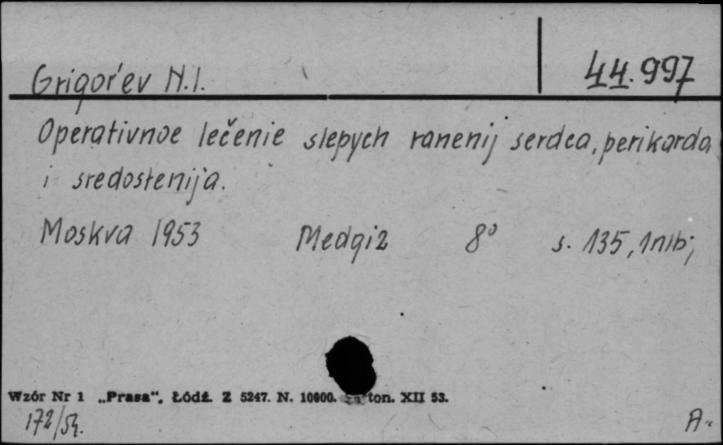 Grigor'ev N.I. 44.997
Operativnoe lečenie slepych ranenij serdca, perikarda
i sredostenija.
Moskva 1953 Medgiz 8° s. 135, 1nlb;
Wzór Nr 1 „Prasa”, Łódź. Z 5247. N. 10000. ton. XII 53.
172/54. A.